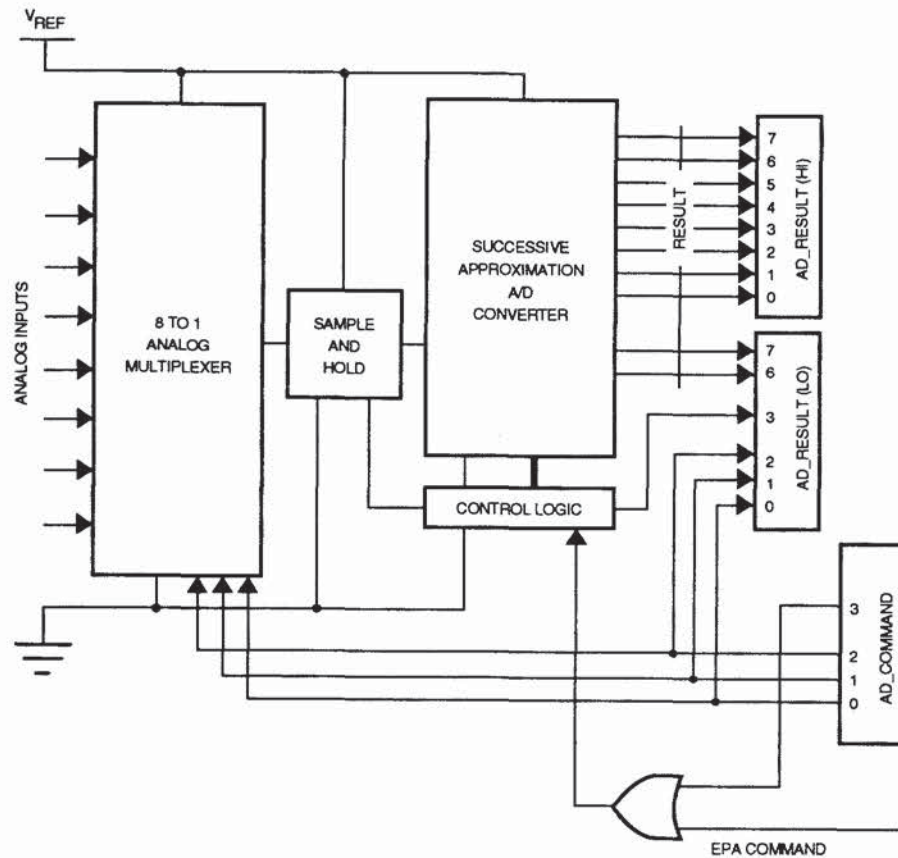 VREF
ANALOG INPUTS
8 TO 1
ANALOG
MULTIPLEXER
SAMPLE
AND
HOLD
SUCCESSIVE
APPROXIMATION
A/D
CONVERTER
CONTROL LOGIC
RESULT
7
6
5
4
3
2
1
0
AD_RESULT (HI)
7
6
3
2
1
0
AD_RESULT (LO)
3
2
1
0
AD_COMMAND
EPA COMMAND